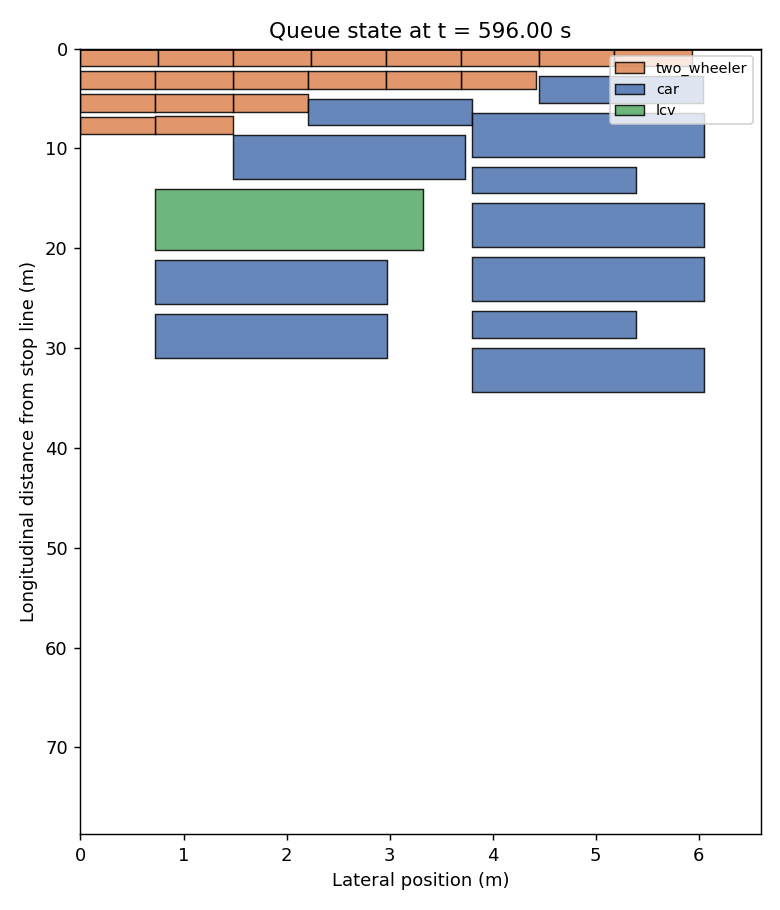 Queue state at t = 596.00 s
two_wheeler
car
lcv
0
10
20
30
40
50
60
70
Longitudinal distance from stop line (m)
0 1 2 3 4 5 6
Lateral position (m)